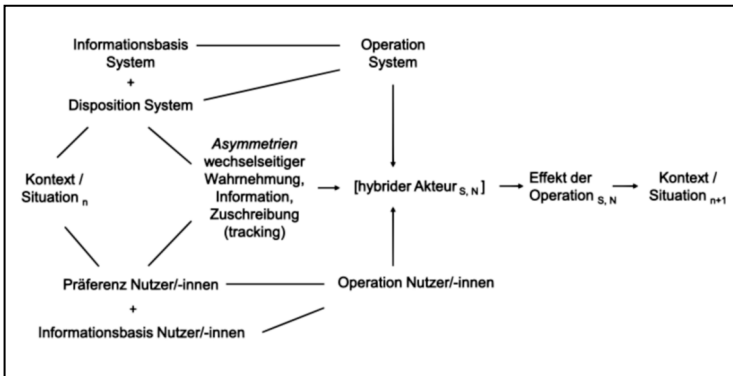 Informationsbasis
System
+
Disposition System
Operation
System
Kontext /
Situation n
Asymmetrien
wechselseitiger
Wahrnehmung,
Information,
Zuschreibung
(tracking)
[hybrider Akteur S, N ]
Effekt der
Operation S, N
Kontext /
Situation n+1
Präferenz Nutzer/-innen
+
Informationsbasis Nutzer/-innen
Operation Nutzer/-innen